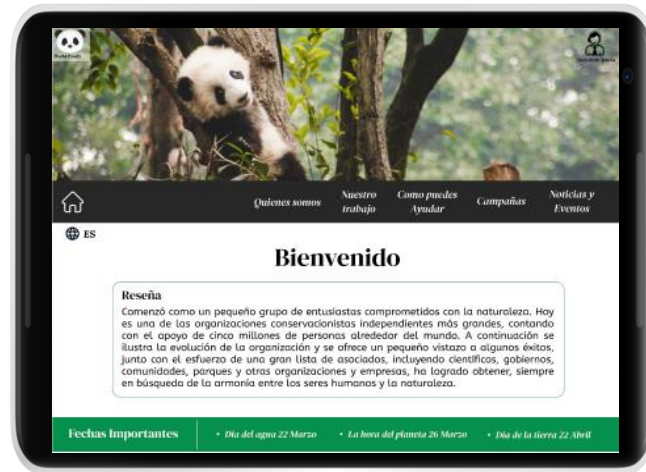 Quienes somos
Nuestro trabajo
Como puedes Ayudar
Campañas
Noticias y Eventos
ES
Bienvenido
Reseña
Comenzó como un pequeño grupo de entusiastas comprometidos con la naturaleza. Hoy
es una de las organizaciones conservacionistas independientes más grandes, contando
con el apoyo de cinco millones de personas alrededor del mundo. A continuación se
ilustra la evolución de la organización y se ofrece un pequeño vistazo a algunos éxitos,
junto con el esfuerzo de una gran lista de asociados, incluyendo científicos, gobiernos,
comunidades, parques y otras organizaciones y empresas, ha logrado obtener, siempre
en búsqueda de la armonía entre los seres humanos y la naturaleza.
Fechas Importantes
• Dia del agua 22 Marzo
• La hora del planeta 26 Marzo
• Dia de la tierra 22 Abril